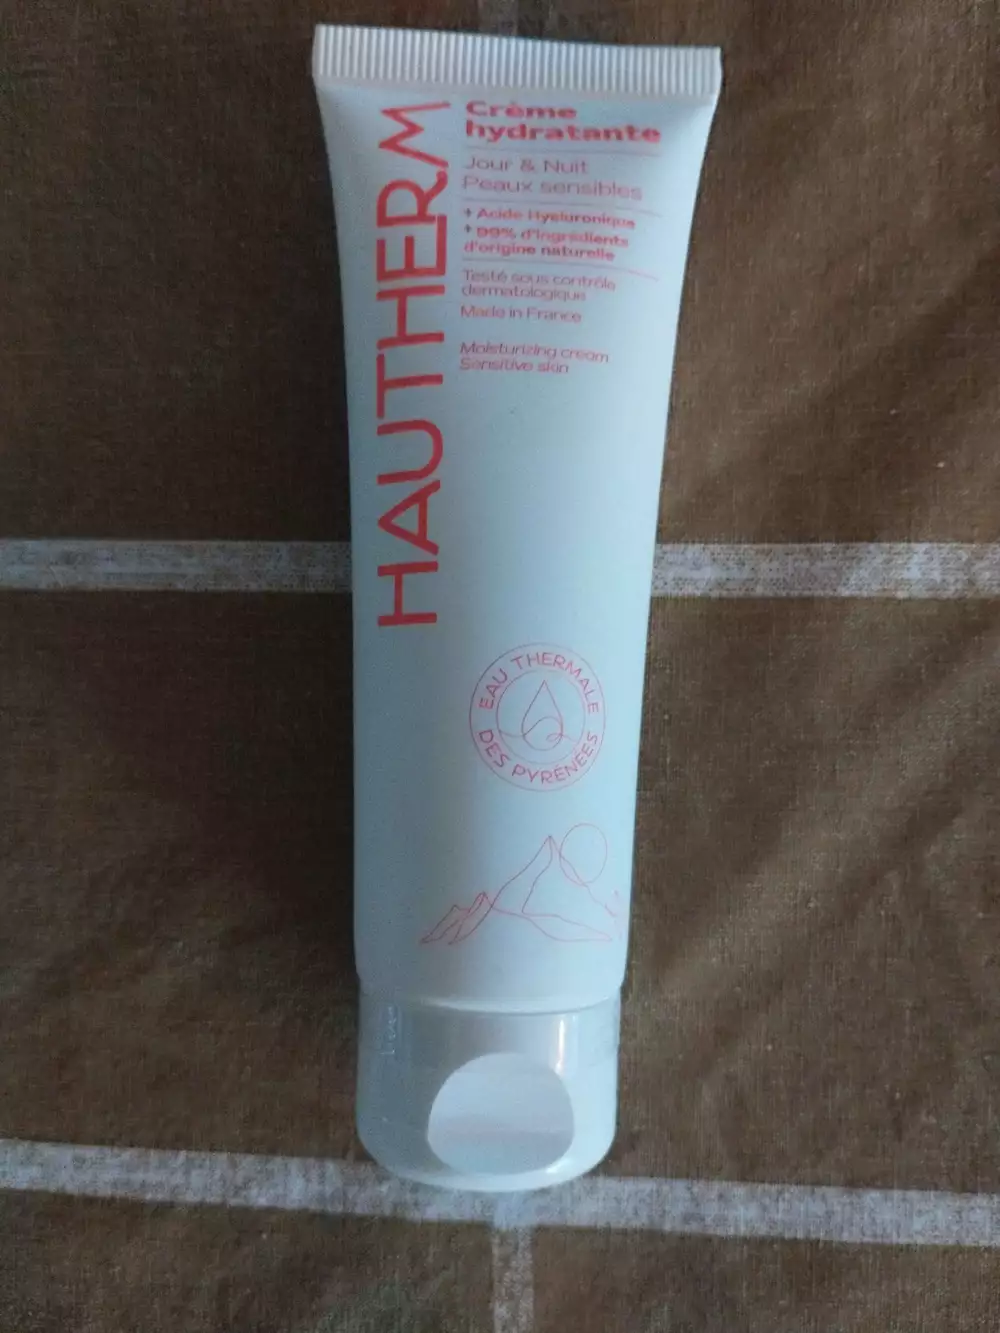 HAUTHERM
Crème
hydratante
Jour & Nuit
Peaux sensibles
+ Acide Hyaluronique
+ 99% d'ingrédients
d'origine naturelle
Testé sous contrôle
dermatologique
Made in France
Moisturizing cream
Sensitive skin
EAU THERMALE
DES PYRÉNÉES